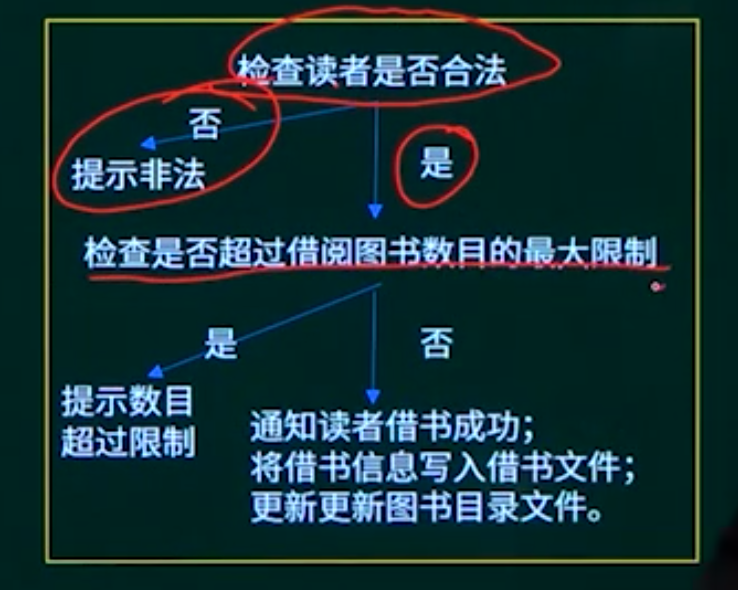 检查读者是否合法
否
提示非法
是
检查是否超过借阅图书数目的最大限制
是
否
提示数目
超过限制
通知读者借书成功；
将借书信息写入借书文件；
更新更新图书目录文件。